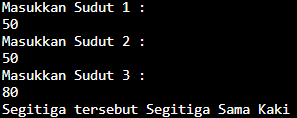 Masukkan Sudut 1 :
50
Masukkan Sudut 2 :
50
Masukkan Sudut 3 :
80
Segitiga tersebut Segitiga Sama Kaki